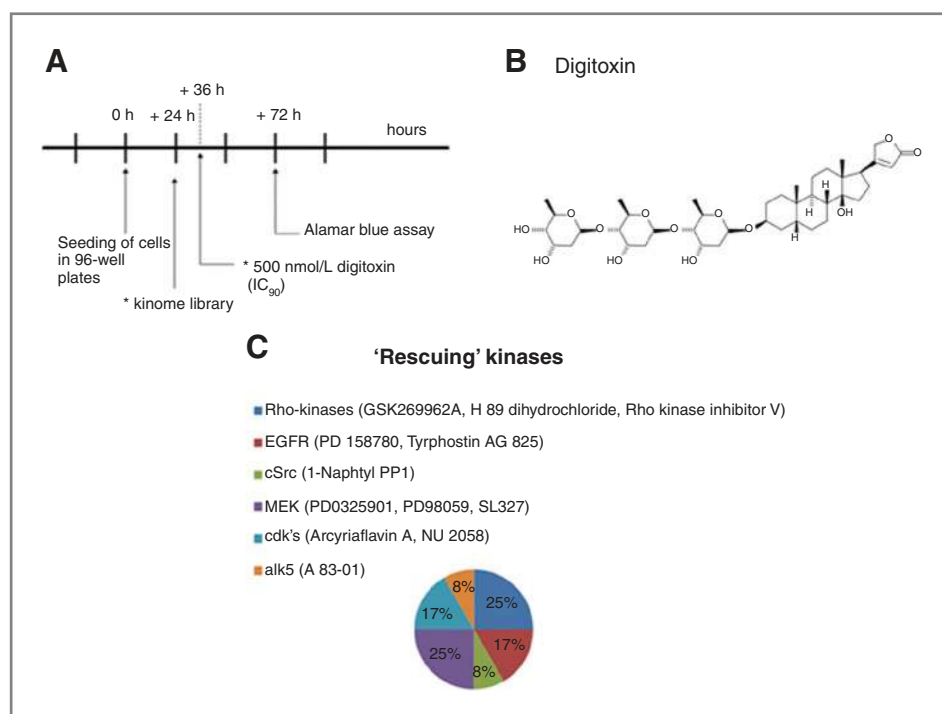 A
+ 36 h
0 h
+ 24 h
+ 72 h
hours
Seeding of cells
in 96-well
plates
* kinome library
* 500 nmol/L digitoxin
(IC90)
Alamar blue assay
B
Digitoxin
O
O
H
H
H
OH
O
O
O
O
O
O
HO
HO
HO
HO
H
C
'Rescuing' kinases
Rho-kinases (GSK269962A, H 89 dihydrochloride, Rho kinase inhibitor V)
EGFR (PD 158780, Tyrphostin AG 825)
cSrc (1-Naphtyl PP1)
MEK (PD0325901, PD98059, SL327)
cdk's (Arcyriaflavin A, NU 2058)
alk5 (A 83-01)
8%
25%
17%
17%
25%
8%